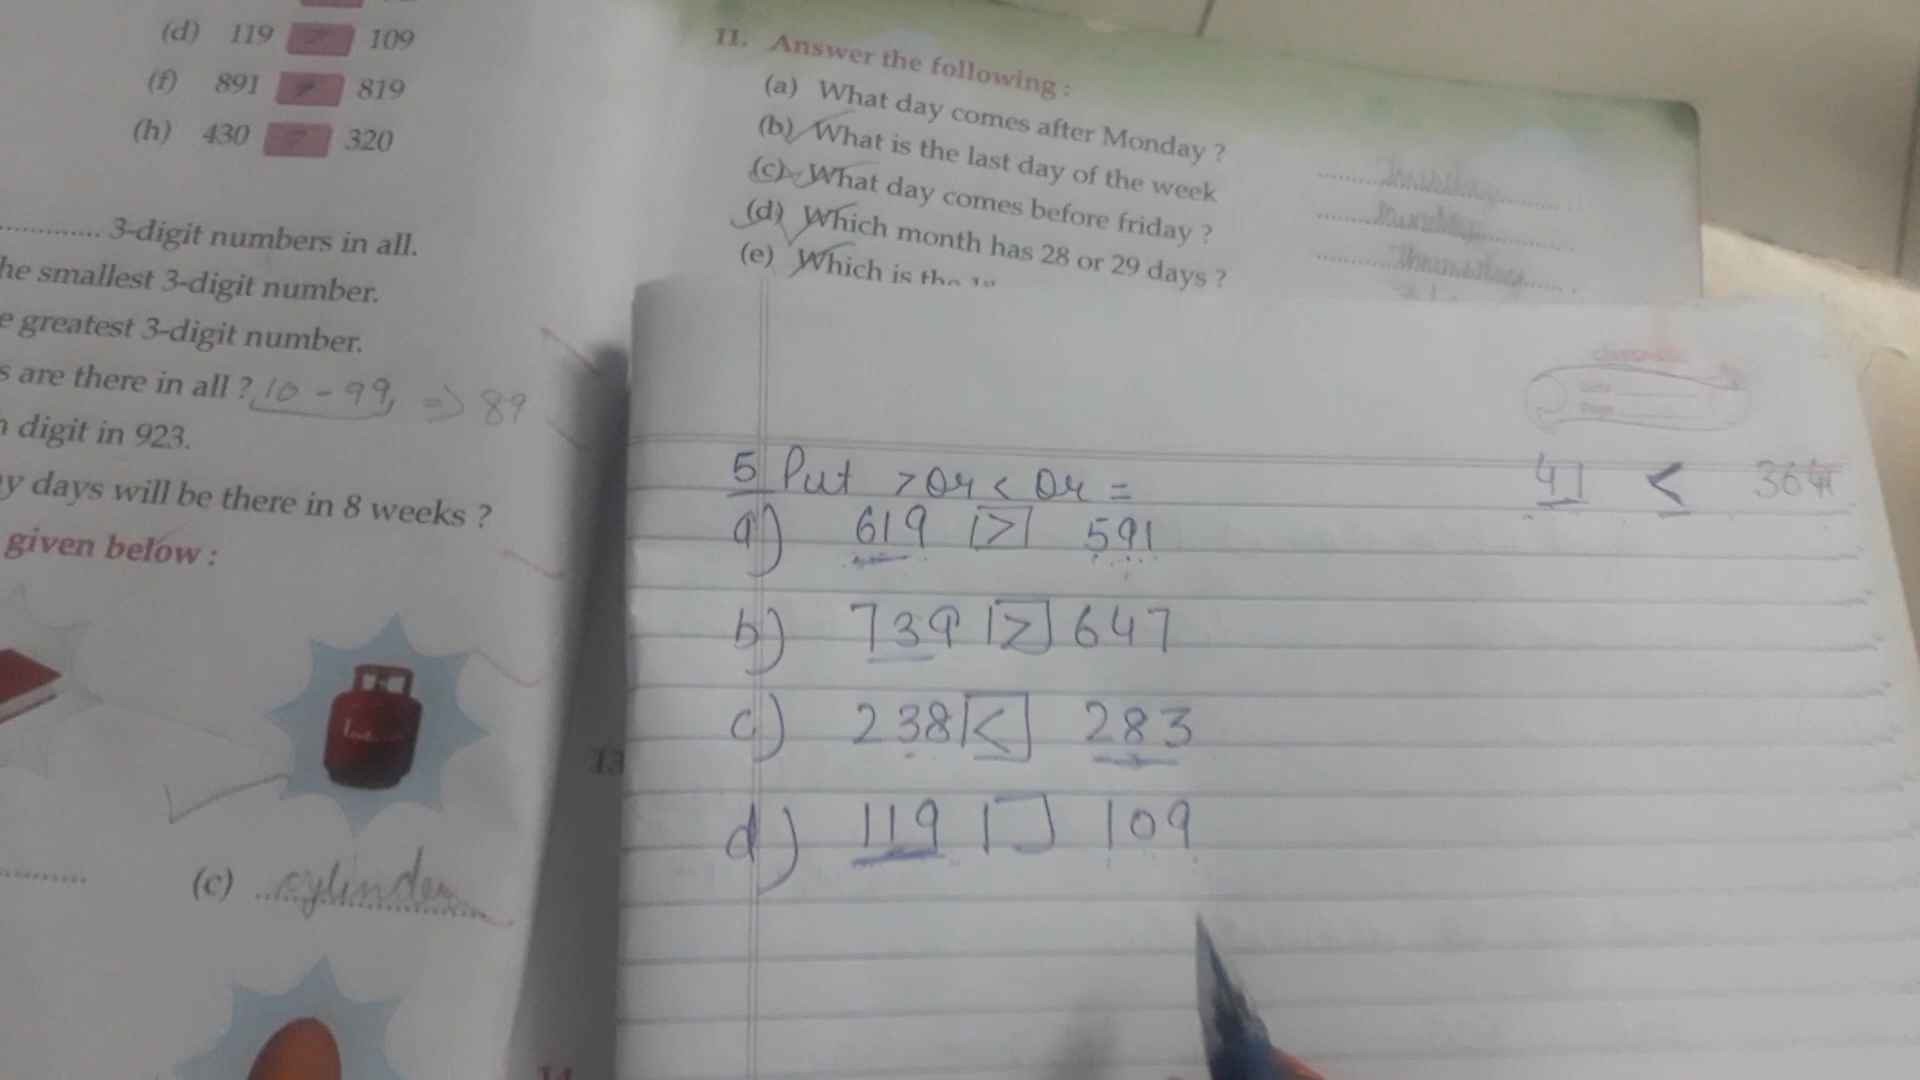 (d) 119 109
(f) 891 819
(h) 430 320
3-digit numbers in all.
he smallest 3-digit number.
e greatest 3-digit number.
s are there in all ? 10 - 99, => 89
digit in 923.
y days will be there in 8 weeks ?
given below :
(c) cylinder
11. Answer the following :
(a) What day comes after Monday ?
(b) What is the last day of the week
(c) What day comes before friday ?
(d) Which month has 28 or 29 days ?
(e) Which is the
13
14
5 Put > or < or =
41 < 364
a) 619 > 591
b) 739 > 647
c) 238 < 283
d) 119 109